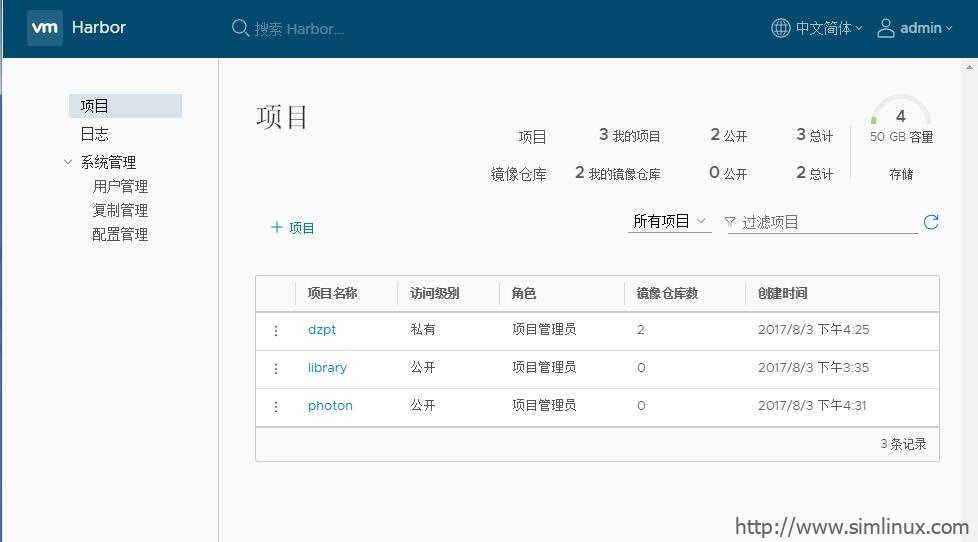 vm Harbor 搜索 Harbor... 中文简体 admin
项目
日志
系统管理
用户管理
复制管理
配置管理
项目
项目 3 我的项目 2 公开 3 总计
镜像仓库 2 我的镜像仓库 0 公开 2 总计
4
50 GB 容量
存储
+ 项目 所有项目 过滤项目
项目名称 访问级别 角色 镜像仓库数 创建时间
dzpt 私有 项目管理员 2 2017/8/3 下午4:25
library 公开 项目管理员 0 2017/8/3 下午3:35
photon 公开 项目管理员 0 2017/8/3 下午4:31
3 条记录
http://www.simlinux.com